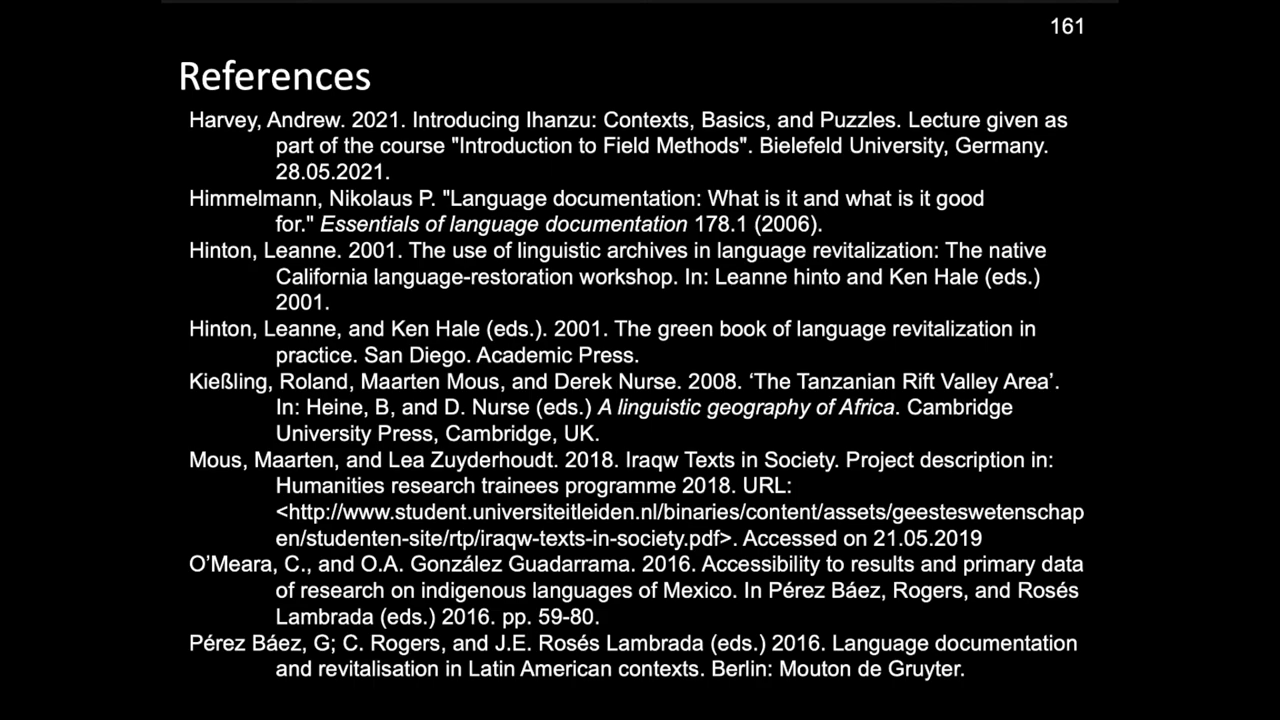 161
References
Harvey, Andrew. 2021. Introducing Ihanzu: Contexts, Basics, and Puzzles. Lecture given as
part of the course "Introduction to Field Methods". Bielefeld University, Germany.
28.05.2021.
Himmelmann, Nikolaus P. "Language documentation: What is it and what is it good
for." Essentials of language documentation 178.1 (2006).
Hinton, Leanne. 2001. The use of linguistic archives in language revitalization: The native
California language-restoration workshop. In: Leanne hinto and Ken Hale (eds.)
2001.
Hinton, Leanne, and Ken Hale (eds.). 2001. The green book of language revitalization in
practice. San Diego. Academic Press.
Kießling, Roland, Maarten Mous, and Derek Nurse. 2008. ‘The Tanzanian Rift Valley Area’.
In: Heine, B, and D. Nurse (eds.) A linguistic geography of Africa. Cambridge
University Press, Cambridge, UK.
Mous, Maarten, and Lea Zuyderhoudt. 2018. Iraqw Texts in Society. Project description in:
Humanities research trainees programme 2018. URL:
<http://www.student.universiteitleiden.nl/binaries/content/assets/geesteswetenschap
en/studenten-site/rtp/iraqw-texts-in-society.pdf>. Accessed on 21.05.2019
O’Meara, C., and O.A. González Guadarrama. 2016. Accessibility to results and primary data
of research on indigenous languages of Mexico. In Pérez Báez, Rogers, and Rosés
Lambrada (eds.) 2016. pp. 59-80.
Pérez Báez, G; C. Rogers, and J.E. Rosés Lambrada (eds.) 2016. Language documentation
and revitalisation in Latin American contexts. Berlin: Mouton de Gruyter.